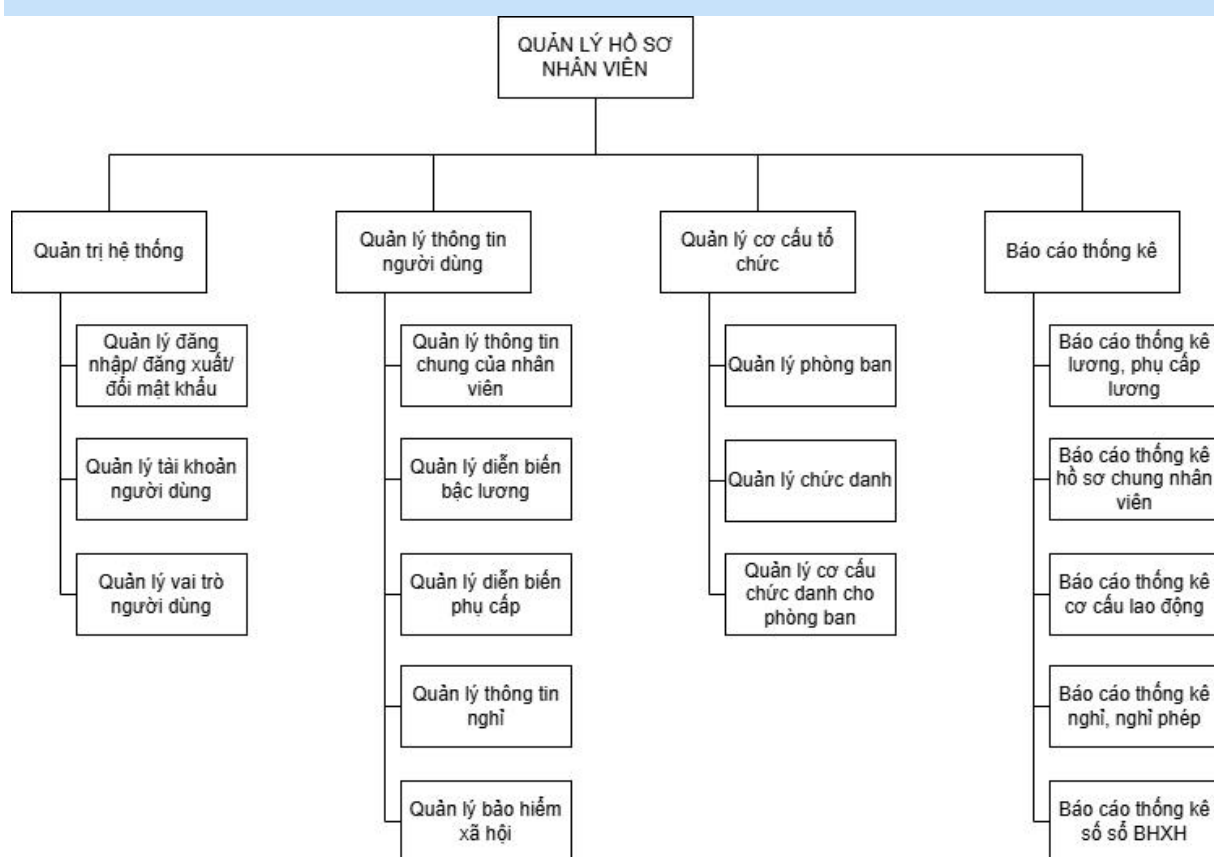 QUẢN LÝ HỒ SƠ
NHÂN VIÊN
Quản trị hệ thống
Quản lý thông tin
người dùng
Quản lý cơ cấu tổ
chức
Báo cáo thống kê
Quản lý đăng
nhập/ đăng xuất/
đổi mật khẩu
Quản lý tài khoản
người dùng
Quản lý vai trò
người dùng
Quản lý thông tin
chung của nhân
viên
Quản lý diễn biến
bậc lương
Quản lý diễn biến
phụ cấp
Quản lý thông tin
nghỉ
Quản lý bảo hiểm
xã hội
Quản lý phòng ban
Quản lý chức danh
Quản lý cơ cấu
chức danh cho
phòng ban
Báo cáo thống kê
lương, phụ cấp
lương
Báo cáo thống kê
hồ sơ chung nhân
viên
Báo cáo thống kê
cơ cấu lao động
Báo cáo thống kê
nghỉ, nghỉ phép
Báo cáo thống kê
số sổ BHXH